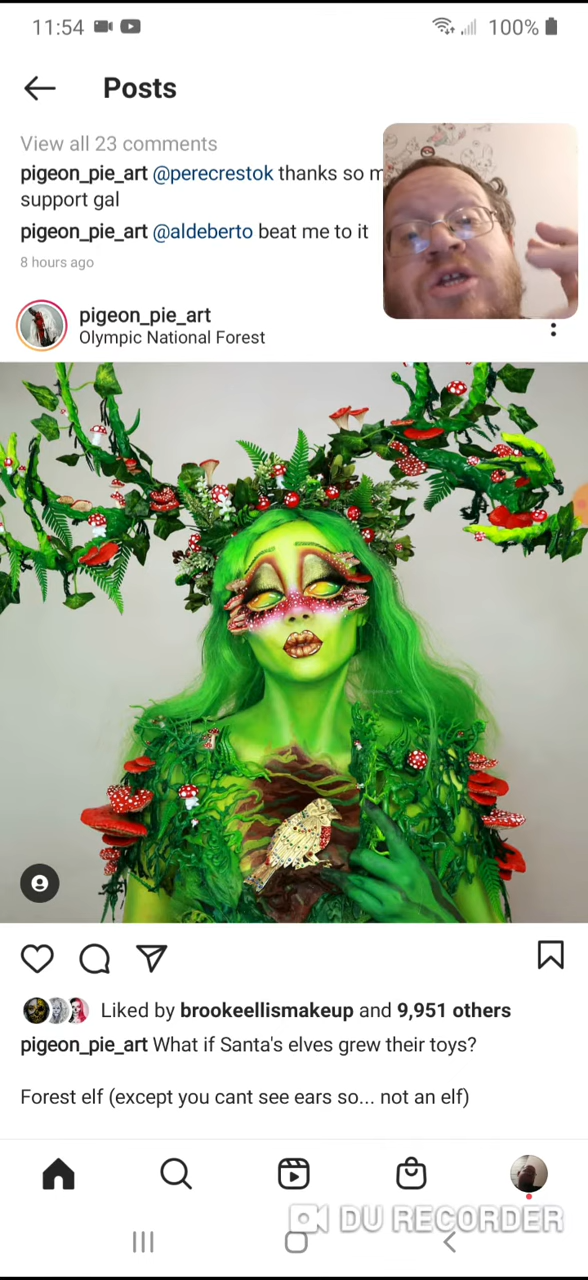 11:54
100%
Posts
View all 23 comments
pigeon_pie_art @perecrestok thanks so m
support gal
pigeon_pie_art @aldeberto beat me to it
8 hours ago
pigeon_pie_art
Olympic National Forest
Liked by brookeellismakeup and 9,951 others
pigeon_pie_art What if Santa's elves grew their toys?
Forest elf (except you cant see ears so... not an elf)
DU RECORDER